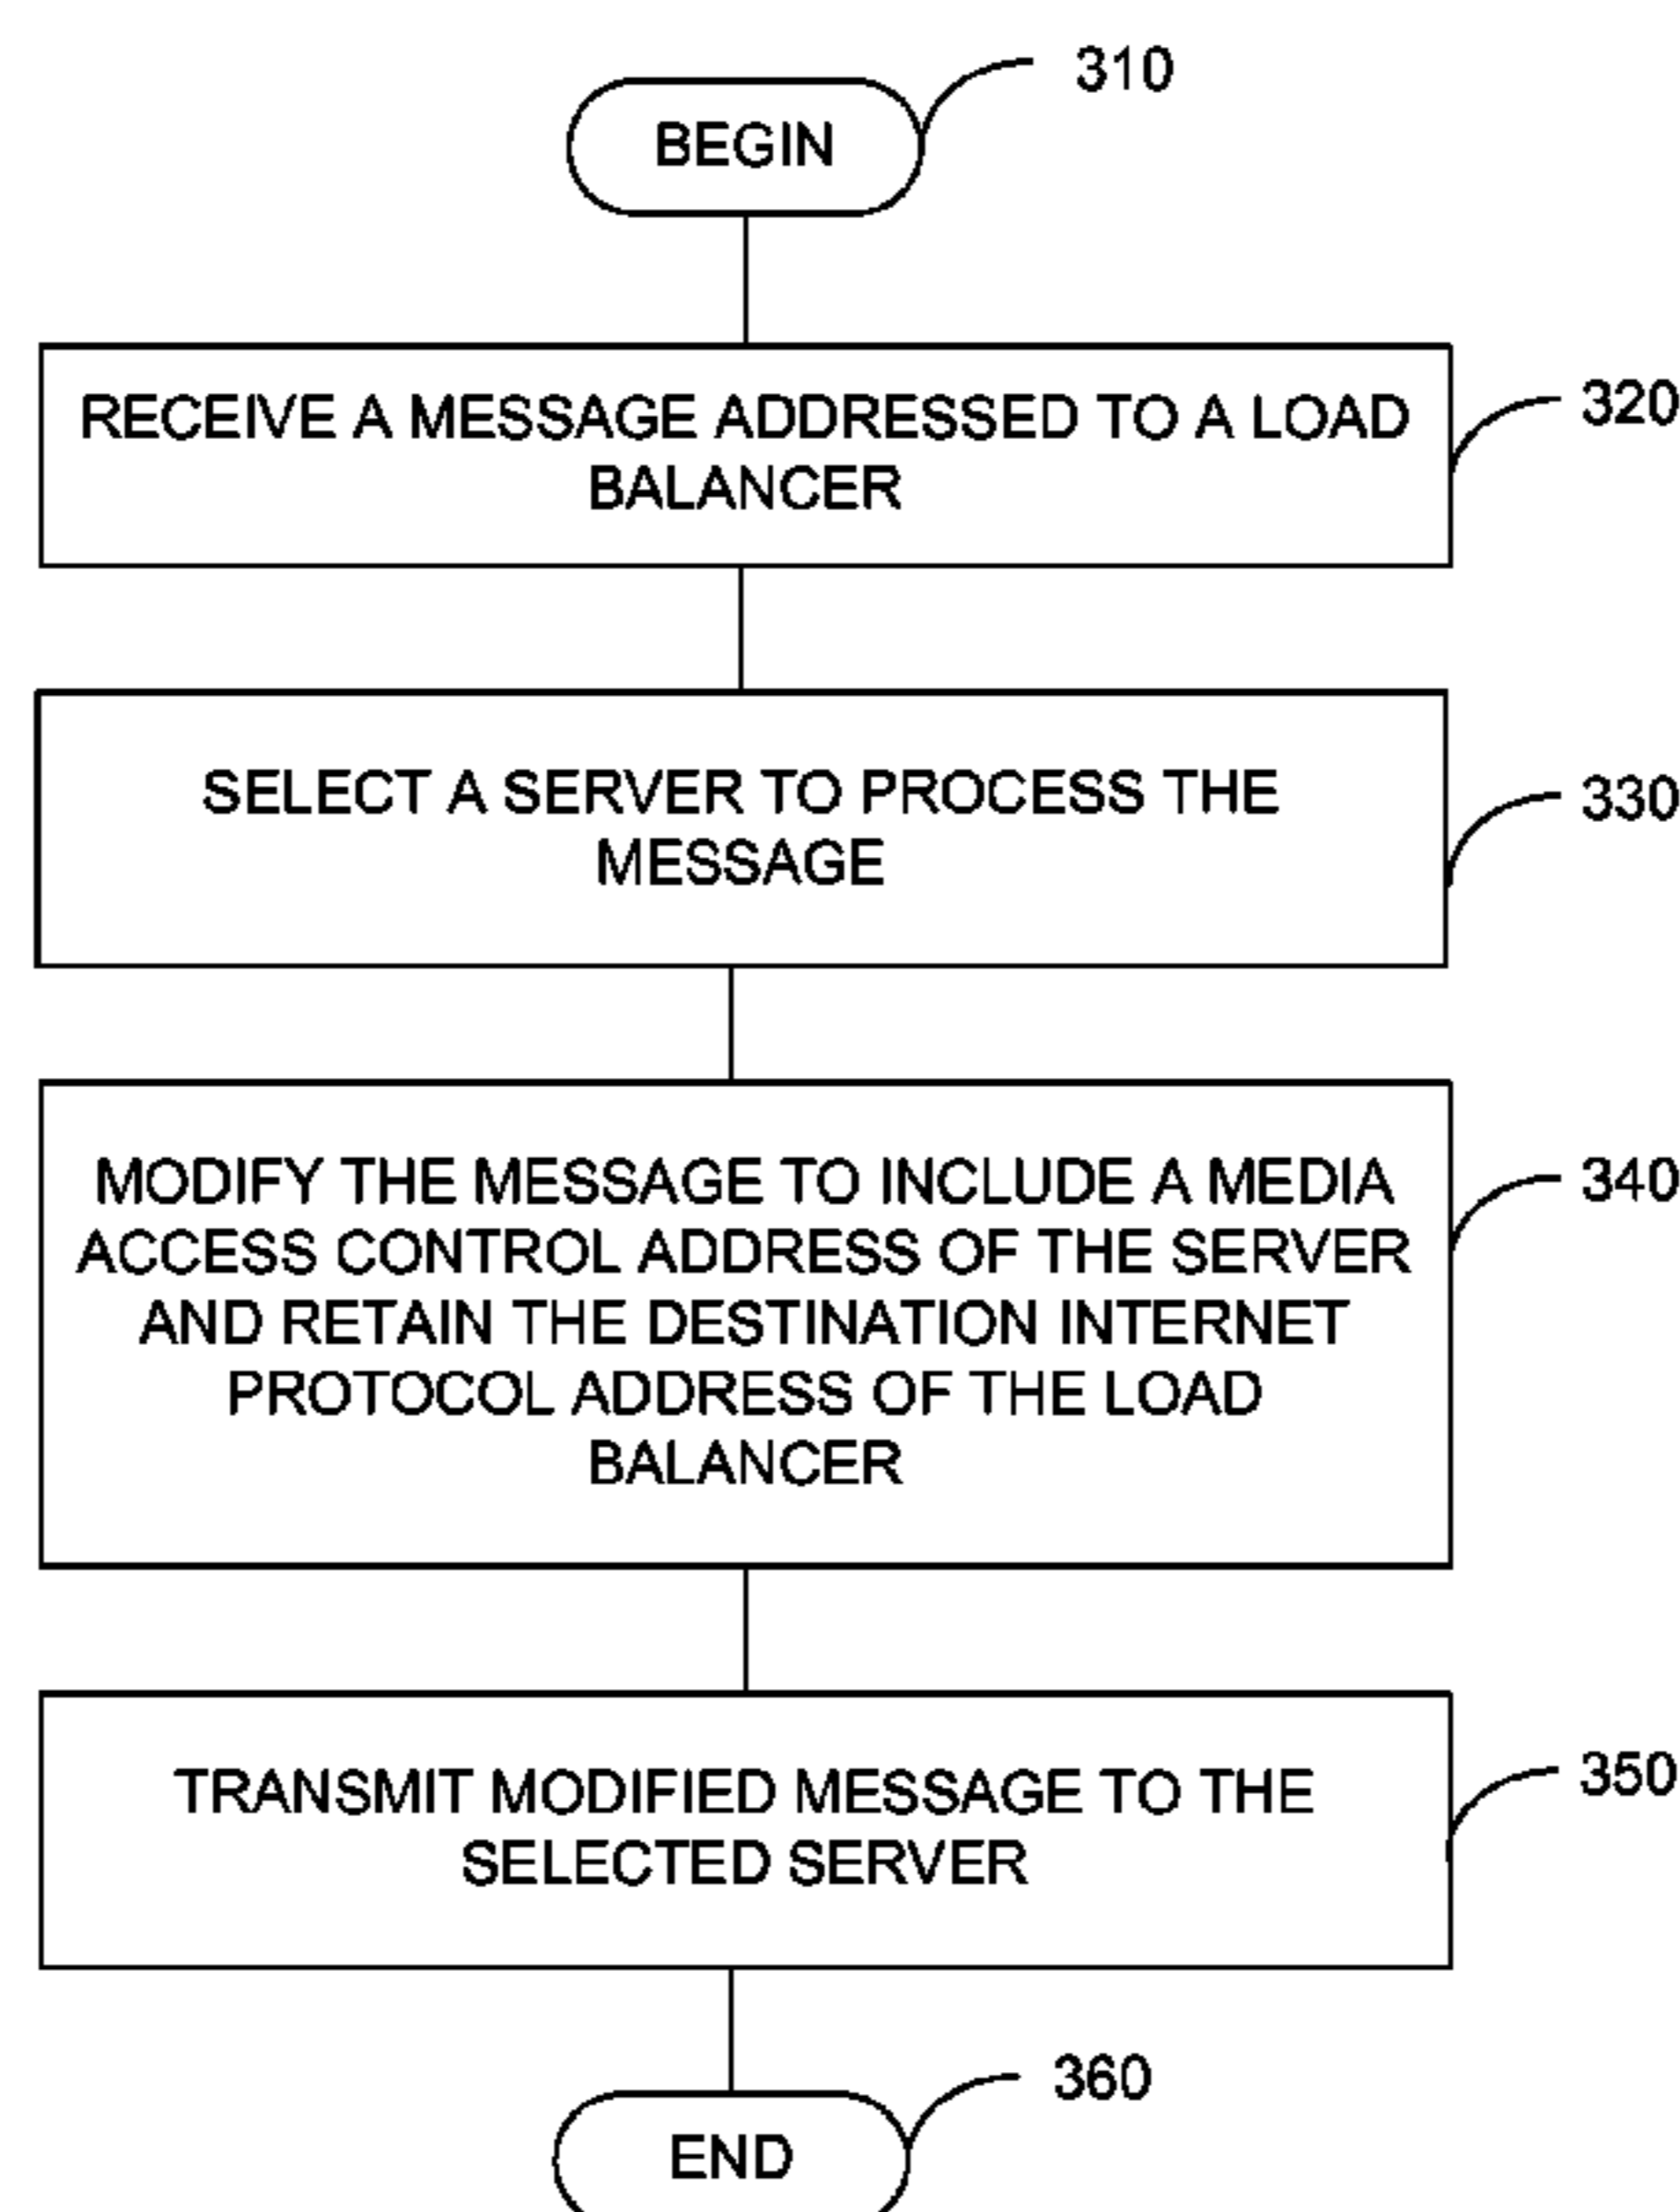 310
BEGIN
RECEIVE A MESSAGE ADDRESSED TO A LOAD
BALANCER
320
SELECT A SERVER TO PROCESS THE
MESSAGE
330
MODIFY THE MESSAGE TO INCLUDE A MEDIA
ACCESS CONTROL ADDRESS OF THE SERVER
AND RETAIN THE DESTINATION INTERNET
PROTOCOL ADDRESS OF THE LOAD
BALANCER
340
TRANSMIT MODIFIED MESSAGE TO THE
SELECTED SERVER
350
360
END